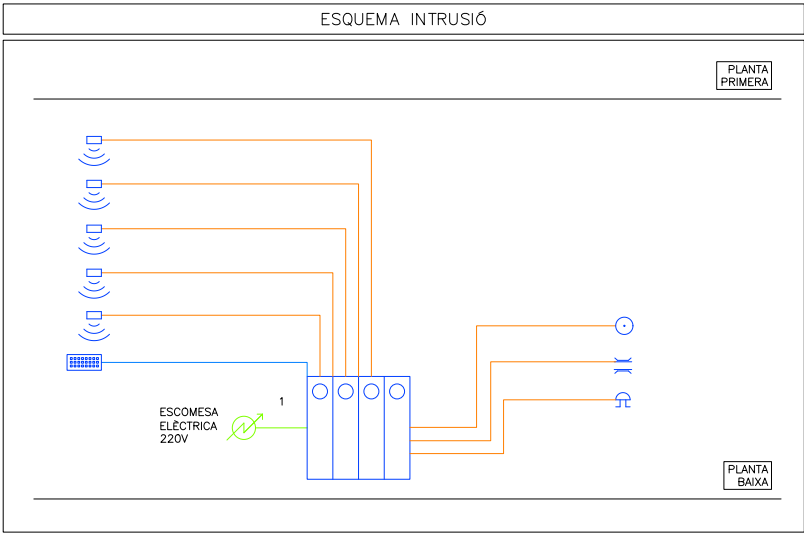 ESQUEMA INTRUSIÓ
PLANTA
PRIMERA
1
ESCOMESA
ELÈCTRICA
220V
PLANTA
BAIXA